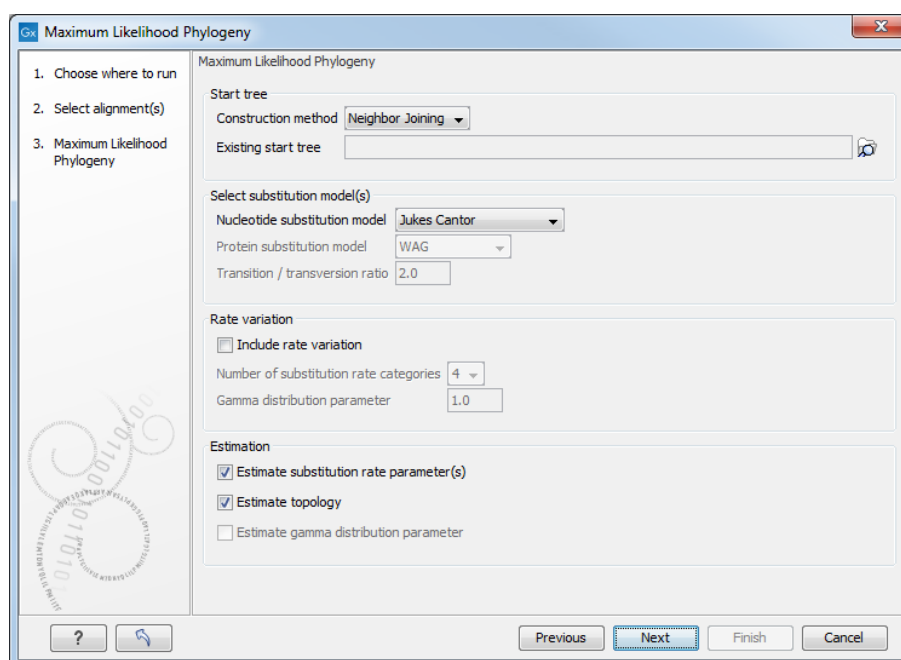 Gx Maximum Likelihood Phylogeny
1. Choose where to run
2. Select alignment(s)
3. Maximum Likelihood
Phylogeny
Maximum Likelihood Phylogeny
Start tree
Construction method Neighbor Joining
Existing start tree
Select substitution model(s)
Nucleotide substitution model Jukes Cantor
Protein substitution model WAG
Transition / transversion ratio 2.0
Rate variation
Include rate variation
Number of substitution rate categories 4
Gamma distribution parameter 1.0
Estimation
Estimate substitution rate parameter(s)
Estimate topology
Estimate gamma distribution parameter
? Previous Next Finish Cancel